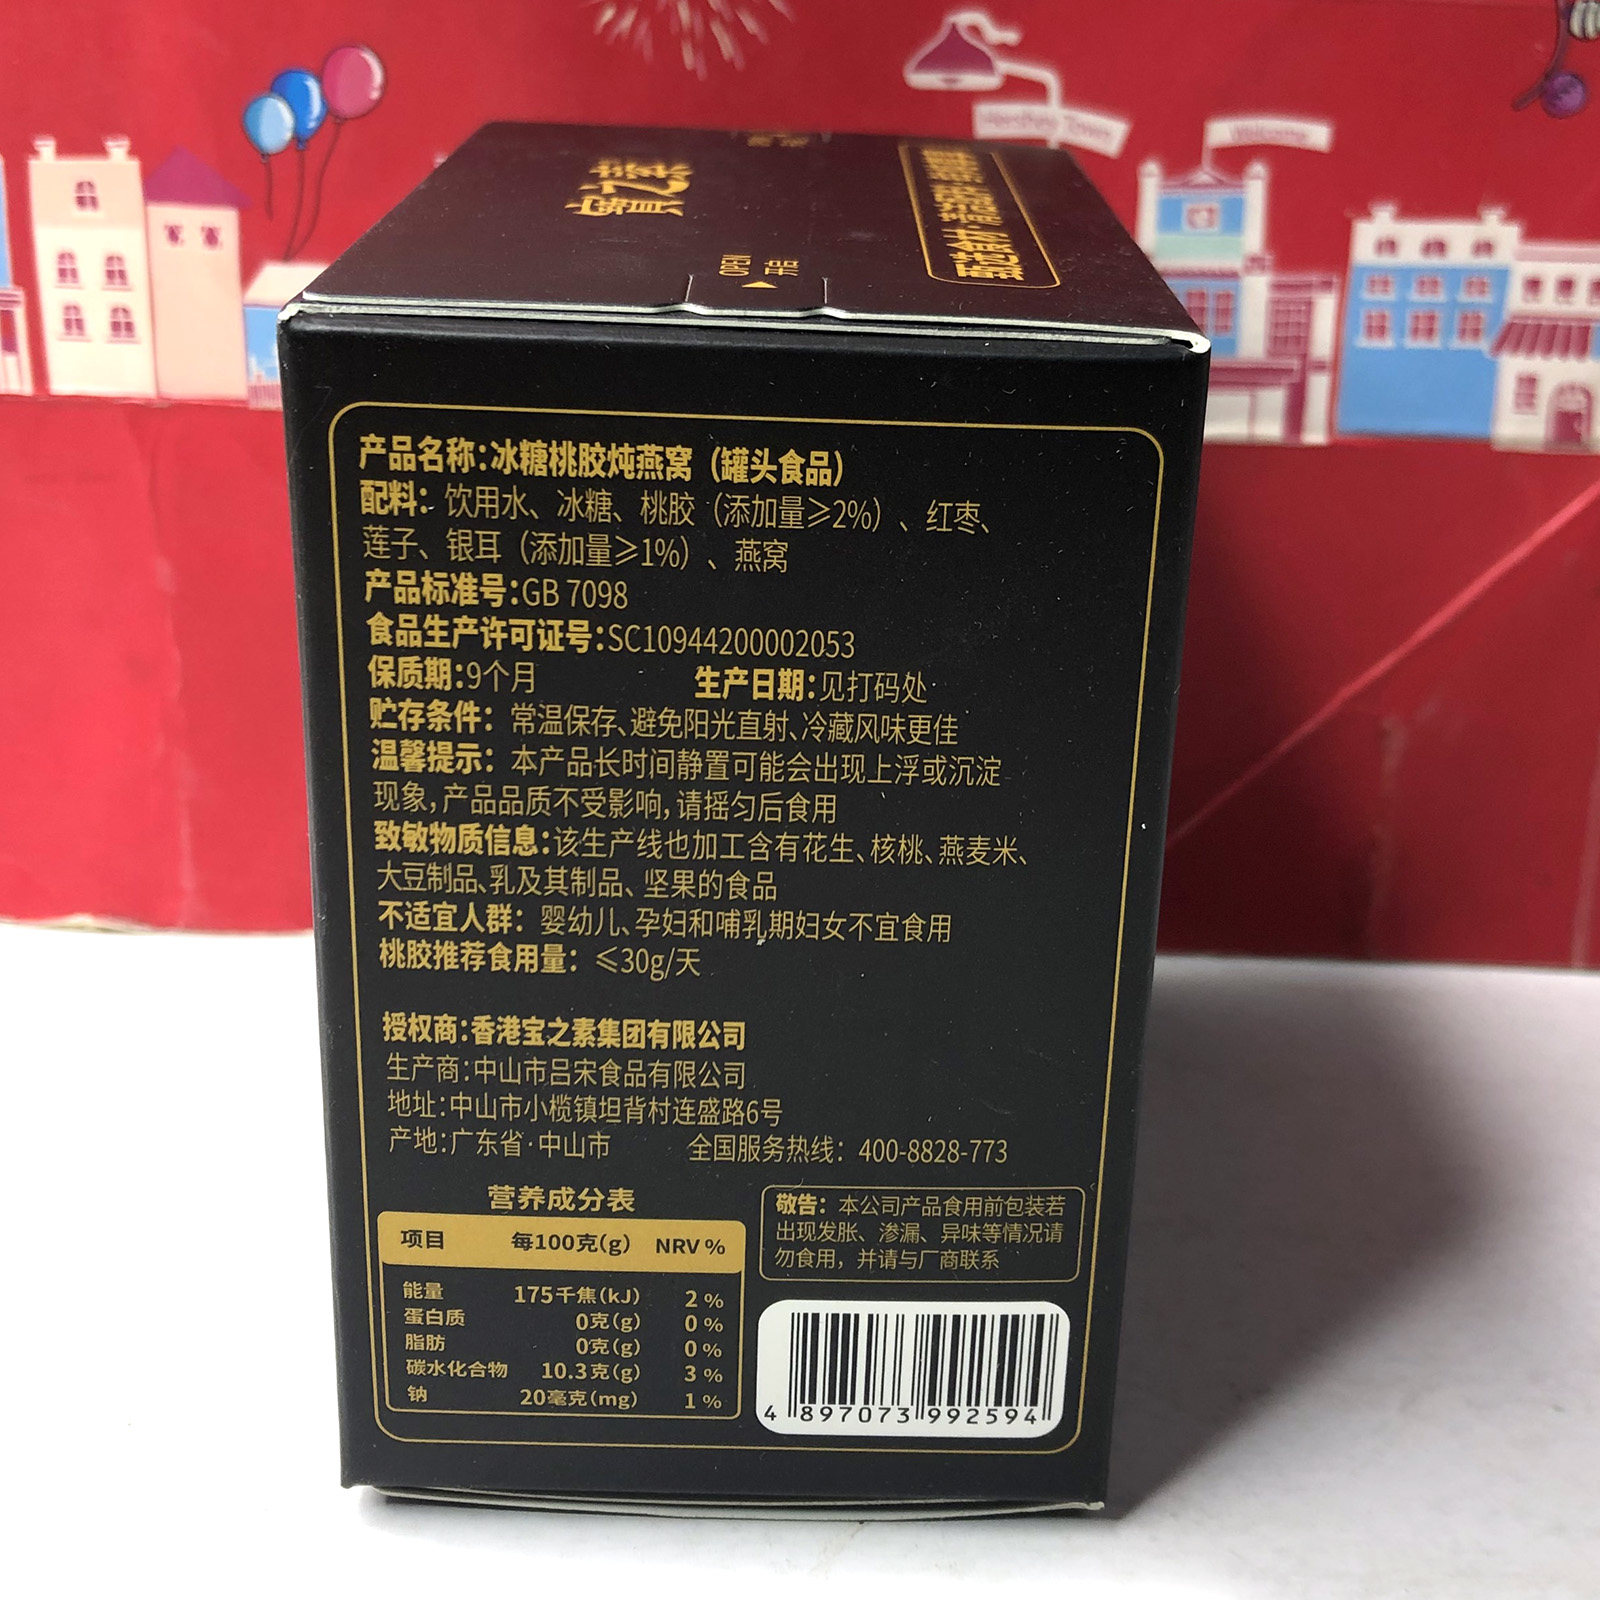 寶之素
OPEN
开启
Welcome
产品名称:冰糖桃胶炖燕窝（罐头食品）
配料: 饮用水、冰糖、桃胶（添加量≥2%）、红枣、
莲子、银耳（添加量≥1%）、燕窝
产品标准号:GB 7098
食品生产许可证号:SC10944200002053
保质期:9个月 生产日期:见打码处
贮存条件: 常温保存、避免阳光直射、冷藏风味更佳
温馨提示: 本产品长时间静置可能会出现上浮或沉淀
现象,产品品质不受影响,请摇匀后食用
致敏物质信息:该生产线也加工含有花生、核桃、燕麦米、
大豆制品、乳及其制品、坚果的食品
不适宜人群: 婴幼儿、孕妇和哺乳期妇女不宜食用
桃胶推荐食用量: ≤30g/天
授权商:香港宝之素集团有限公司
生产商:中山市吕宋食品有限公司
地址:中山市小榄镇坦背村连盛路6号
产地:广东省·中山市 全国服务热线: 400-8828-773
营养成分表
项目 每100克(g) NRV %
能量 175千焦(kJ) 2 %
蛋白质 0克(g) 0 %
脂肪 0克(g) 0 %
碳水化合物 10.3克(g) 3 %
钠 20毫克(mg) 1 %
敬告: 本公司产品食用前包装若
出现发胀、渗漏、异味等情况请
勿食用，并请与厂商联系
4 897073 992594